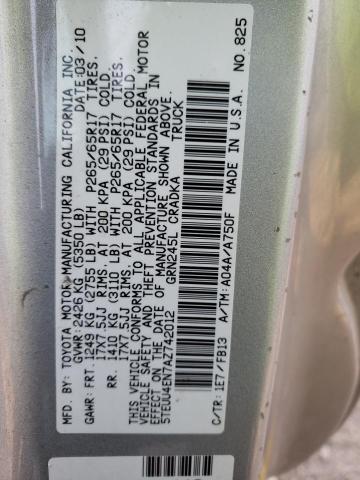 MFD. BY: TOYOTA MOTOR MANUFACTURING CALIFORNIA, INC.
GVWR: 2426 KG (5350 LB) DATE: 03/10
GAWR: FRT. 1249 KG (2755 LB) WITH P265/65R17 TIRES,
17X7.5JJ RIMS, AT 200 KPA (29 PSI) COLD.
RR. 1410 KG (3110 LB) WITH P265/65R17 TIRES,
17X7.5JJ RIMS, AT 200 KPA (29 PSI) COLD.
THIS VEHICLE CONFORMS TO ALL APPLICABLE FEDERAL MOTOR
VEHICLE SAFETY AND THEFT PREVENTION STANDARDS IN
EFFECT ON THE DATE OF MANUFACTURE SHOWN ABOVE.
5TEUU4EN7AZ742012 TRUCK
GRN245L CRADKA
C/TR: 1E7/FB13 A/TM: A04A/A750F
MADE IN U.S.A. NO. 825